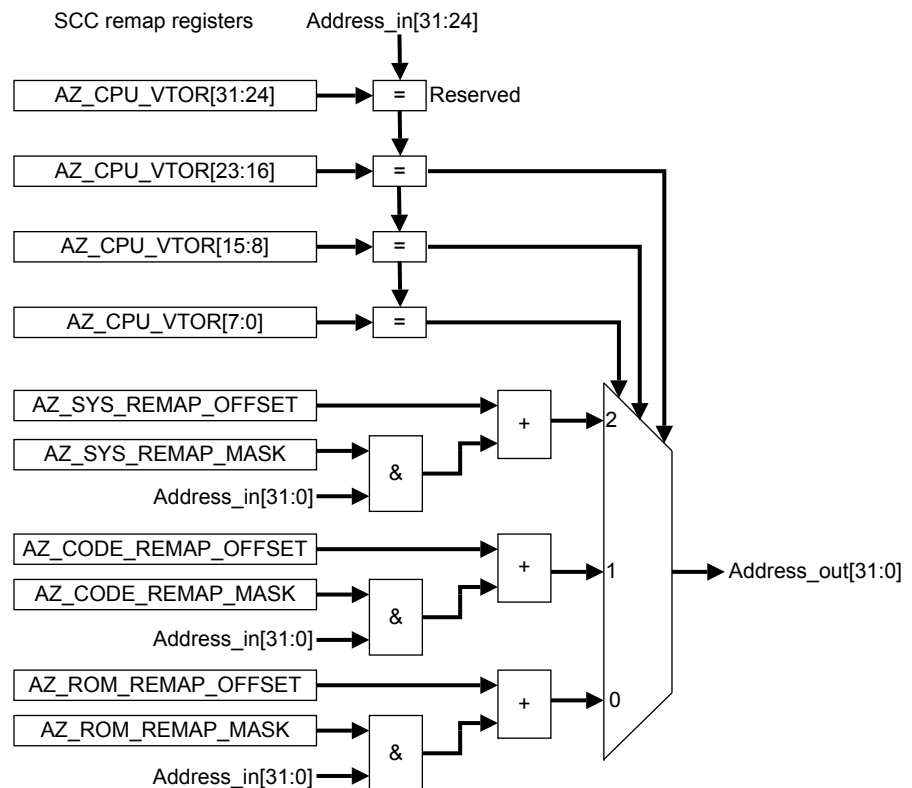 SCC remap registers Address_in[31:24]
AZ_CPU_VTOR[31:24] = Reserved
AZ_CPU_VTOR[23:16] =
AZ_CPU_VTOR[15:8] =
AZ_CPU_VTOR[7:0] =
AZ_SYS_REMAP_OFFSET + 2
AZ_SYS_REMAP_MASK &
Address_in[31:0]
AZ_CODE_REMAP_OFFSET + 1 Address_out[31:0]
AZ_CODE_REMAP_MASK &
Address_in[31:0]
AZ_ROM_REMAP_OFFSET + 0
AZ_ROM_REMAP_MASK &
Address_in[31:0]